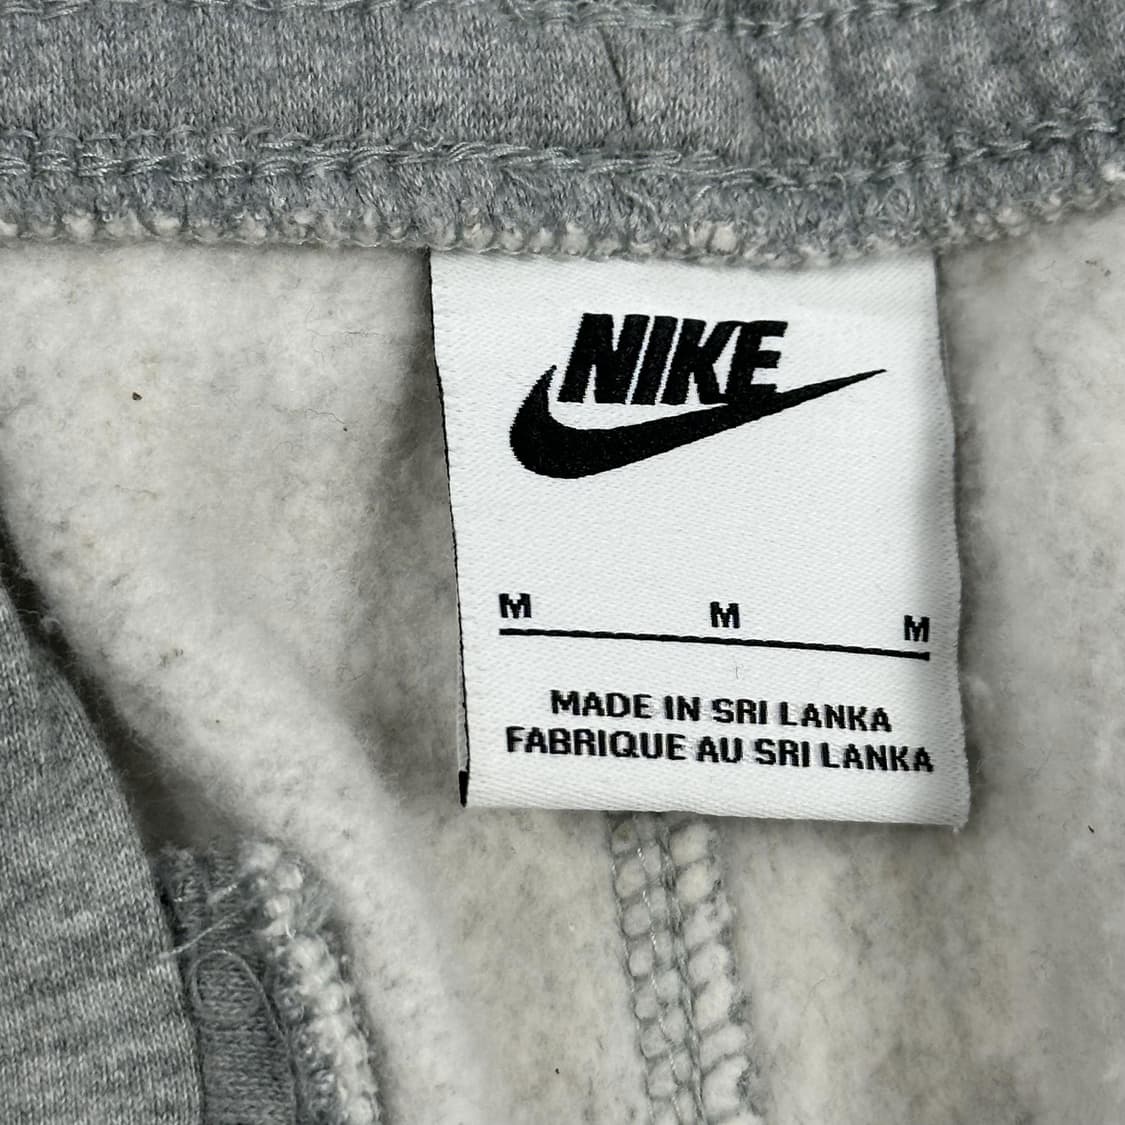 NIKE
M M M
MADE IN SRI LANKA
FABRIQUE AU SRI LANKA